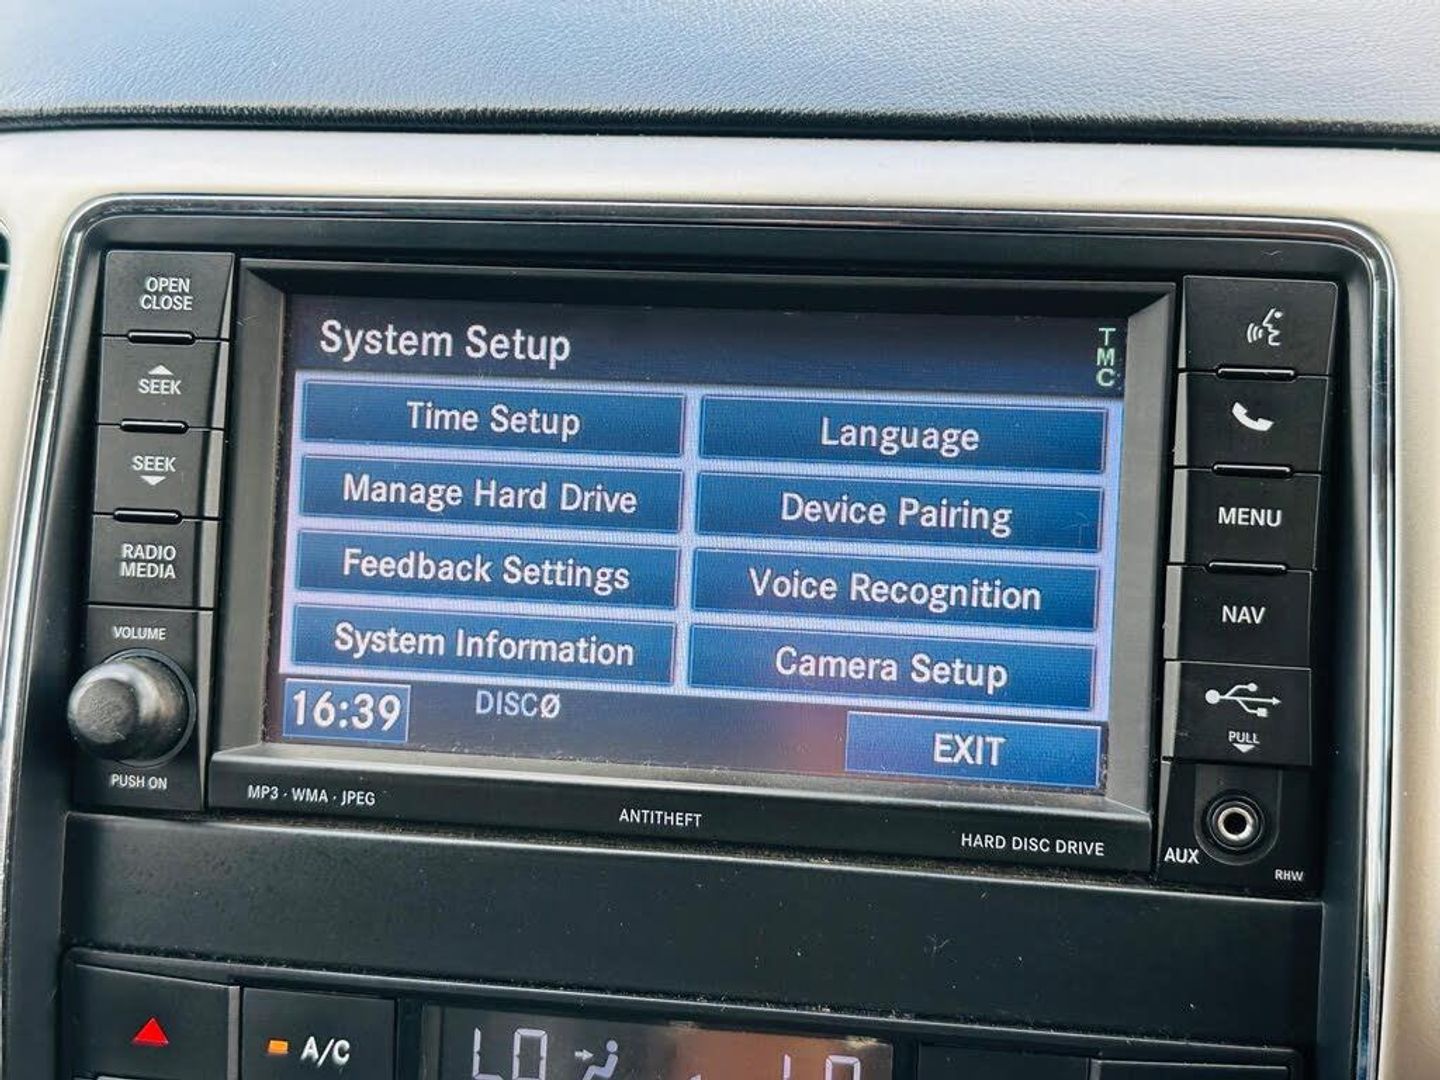 OPEN
CLOSE
SEEK
SEEK
RADIO
MEDIA
VOLUME
PUSH ON
System Setup
TMC
Time Setup
Language
Manage Hard Drive
Device Pairing
Feedback Settings
Voice Recognition
System Information
Camera Setup
16:39
DISCØ
EXIT
MP3 · WMA · JPEG
ANTITHEFT
HARD DISC DRIVE
MENU
NAV
PULL
AUX
RHW
A/C
LO
LO